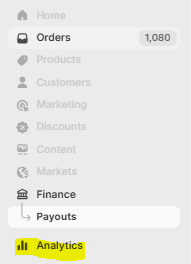 Home
Orders 1,080
Products
Customers
Marketing
Discounts
Content
Markets
Finance
Payouts
Analytics